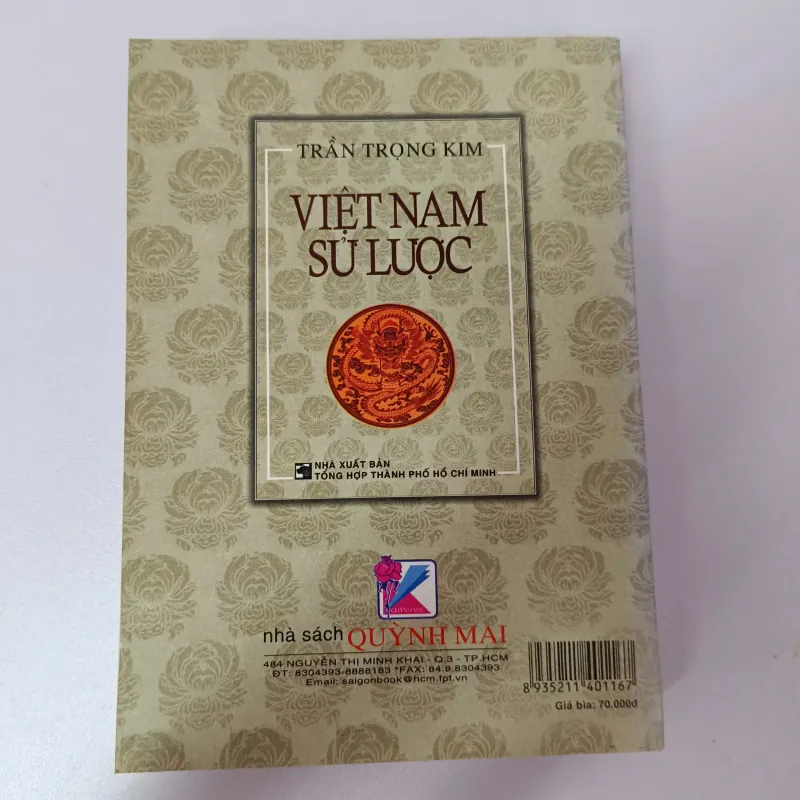 TRẦN TRỌNG KIM
VIỆT NAM
SỬ LƯỢC
NHÀ XUẤT BẢN
TỔNG HỢP THÀNH PHỐ HỒ CHÍ MINH
QUỲNH MAI
nhà sách QUỲNH MAI
484 NGUYỄN THỊ MINH KHAI - Q.3 - TP.HCM
ĐT: 8304393-8888183 *FAX: 84.8.8304393
Email: saigonbook@hcm.fpt.vn
8 935211 401167
Giá bìa: 70.000đ